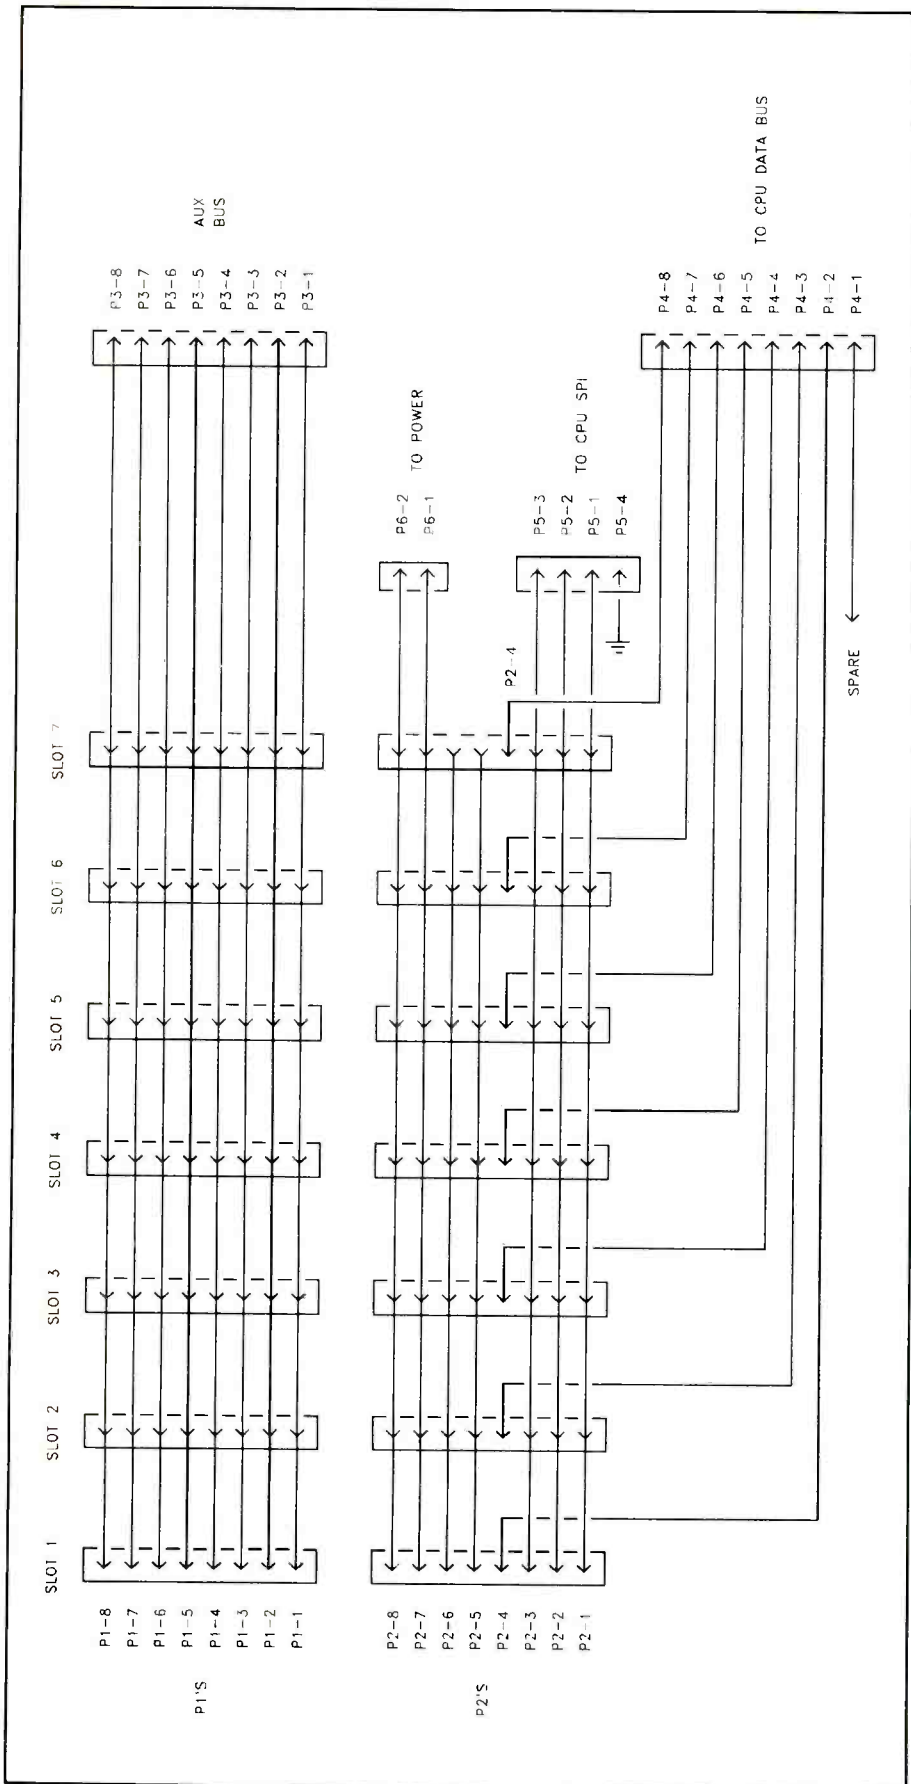 SLOT 1
SLOT 2
SLOT 3
SLOT 4
SLOT 5
SLOT 6
SLOT 7
P1-8
P1-7
P1-6
P1-5
P1-4
P1-3
P1-2
P1-1
P1'S
P3-8
P3-7
P3-6
P3-5
P3-4
P3-3
P3-2
P3-1
AUX
BUS
P2-8
P2-7
P2-6
P2-5
P2-4
P2-3
P2-2
P2-1
P2'S
P6-2
P6-1
TO POWER
P2-4
P5-3
P5-2
P5-1
P5-4
TO CPU SPI
P4-8
P4-7
P4-6
P4-5
P4-4
P4-3
P4-2
P4-1
TO CPU DATA BUS
SPARE